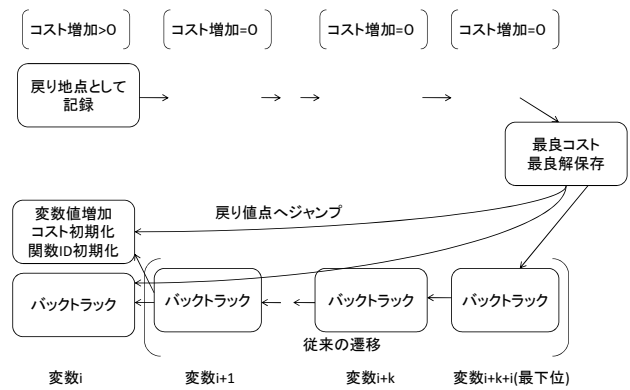 コスト増加>0
コスト増加=0
コスト増加=0
コスト増加=0
戻り地点として
記録
最良コスト
最良解保存
変数値増加
コスト初期化
関数ID初期化
戻り値点へジャンプ
バックトラック
バックトラック
バックトラック
バックトラック
従来の遷移
変数i
変数i+1
変数i+k
変数i+k+i(最下位)